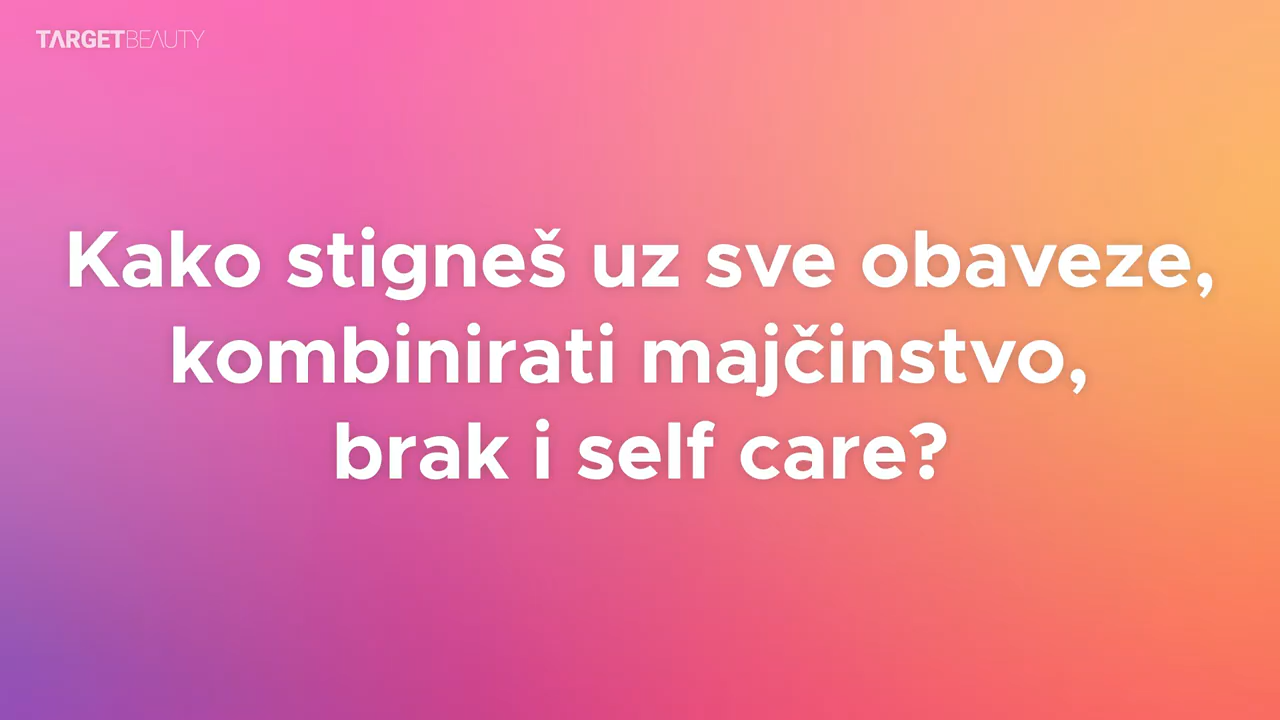 TARGETBEAUTY
Kako stigneš uz sve obaveze,
kombinirati majčinstvo,
brak i self care?